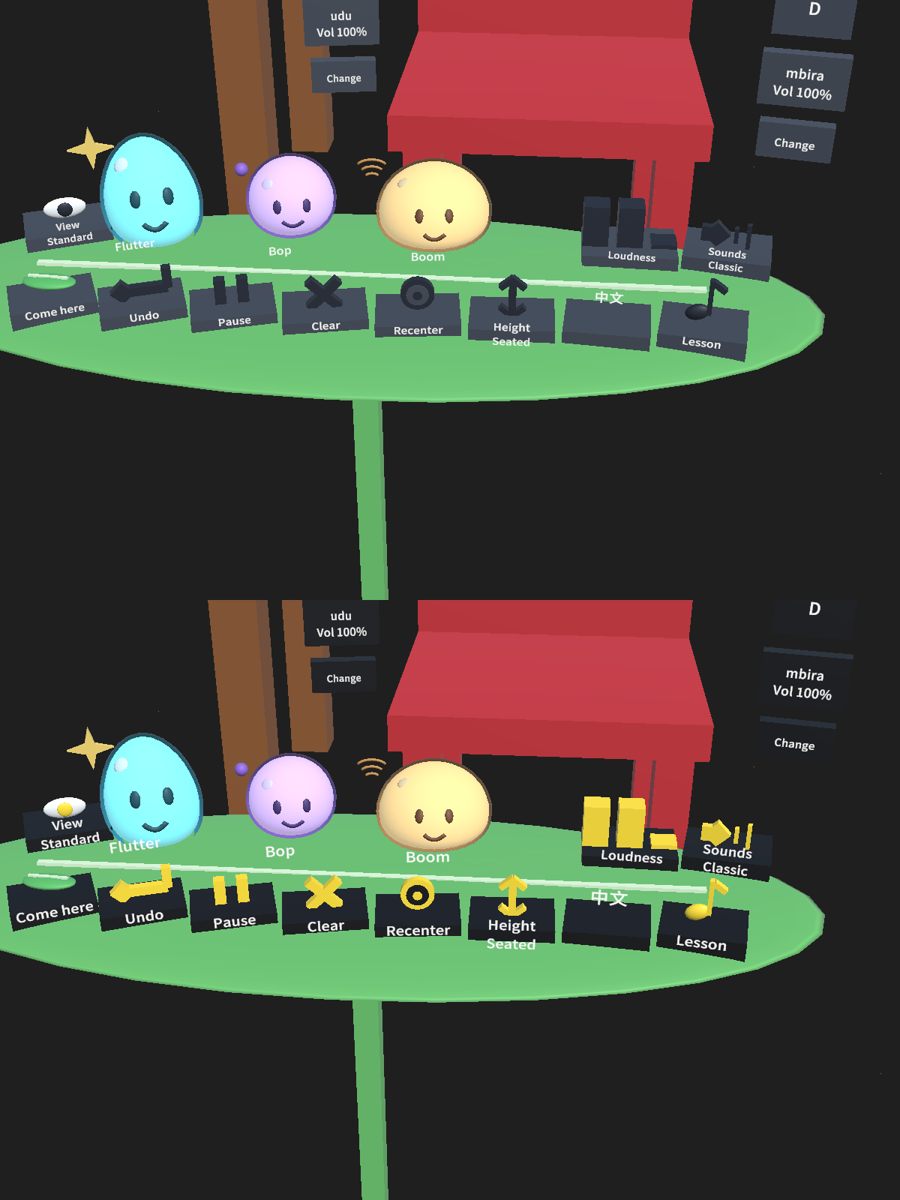 udu
Vol 100%
Change
D
mbira
Vol 100%
Change
View
Standard
Flutter
Bop
Boom
Loudness
Sounds
Classic
Come here
Undo
Pause
Clear
Recenter
Height
Seated
中文
Lesson
udu
Vol 100%
Change
D
mbira
Vol 100%
Change
View
Standard
Flutter
Bop
Boom
Loudness
Sounds
Classic
Come here
Undo
Pause
Clear
Recenter
Height
Seated
中文
Lesson